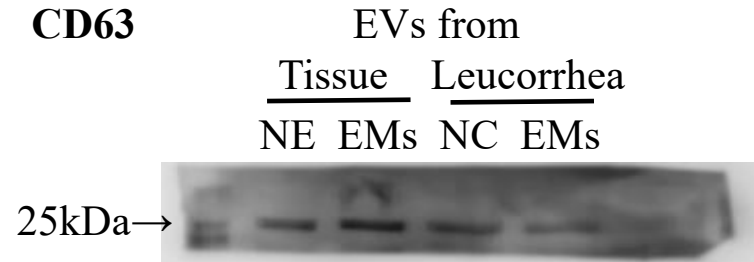 CD63 EVs from
Tissue Leucorrhea
NE EMs NC EMs
25kDa→